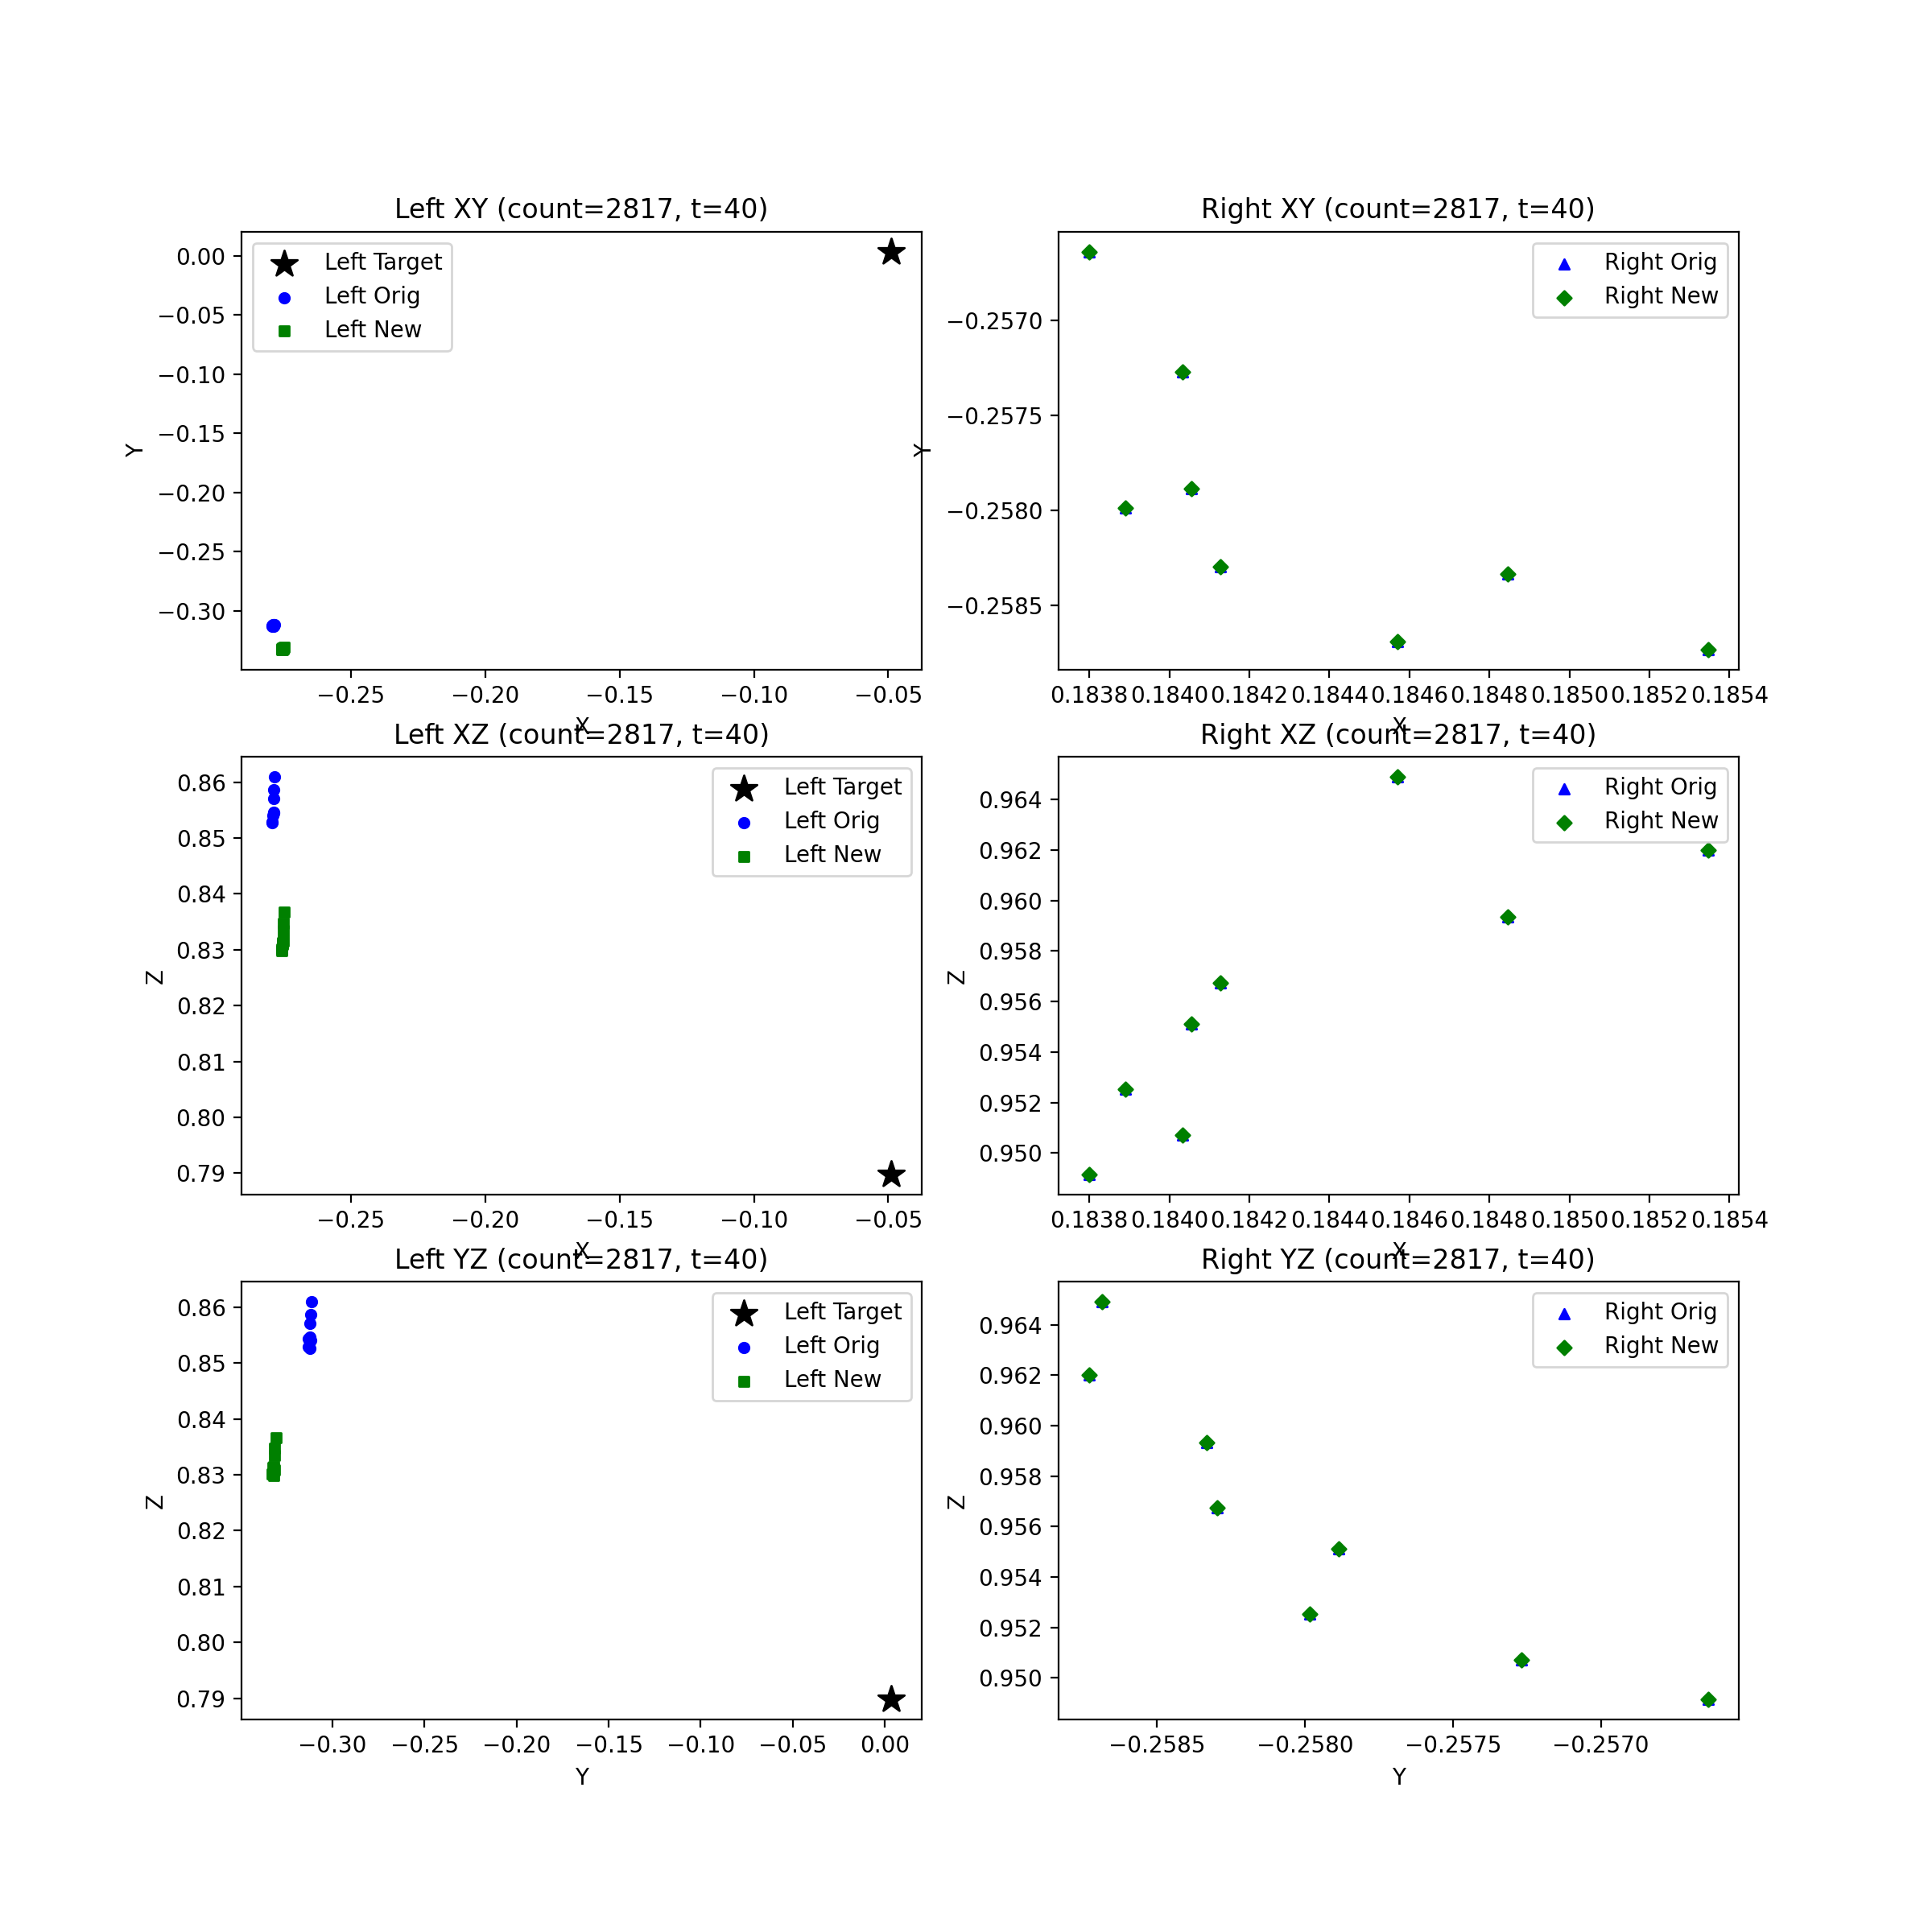 Left XY (count=2817, t=40)
Left Target
Left Orig
Left New
0.00
−0.05
−0.10
−0.15
−0.20
−0.25
−0.30
Y
−0.25
−0.20
−0.15
−0.10
−0.05
X
Right XY (count=2817, t=40)
Right Orig
Right New
−0.2570
−0.2575
−0.2580
−0.2585
Y
0.1838
0.1840
0.1842
0.1844
0.1846
0.1848
0.1850
0.1852
0.1854
X
Left XZ (count=2817, t=40)
Left Target
Left Orig
Left New
0.86
0.85
0.84
0.83
0.82
0.81
0.80
0.79
Z
−0.25
−0.20
−0.15
−0.10
−0.05
X
Right XZ (count=2817, t=40)
Right Orig
Right New
0.964
0.962
0.960
0.958
0.956
0.954
0.952
0.950
Z
0.1838
0.1840
0.1842
0.1844
0.1846
0.1848
0.1850
0.1852
0.1854
X
Left YZ (count=2817, t=40)
Left Target
Left Orig
Left New
0.86
0.85
0.84
0.83
0.82
0.81
0.80
0.79
Z
−0.30
−0.25
−0.20
−0.15
−0.10
−0.05
0.00
Y
Right YZ (count=2817, t=40)
Right Orig
Right New
0.964
0.962
0.960
0.958
0.956
0.954
0.952
0.950
Z
−0.2585
−0.2580
−0.2575
−0.2570
Y